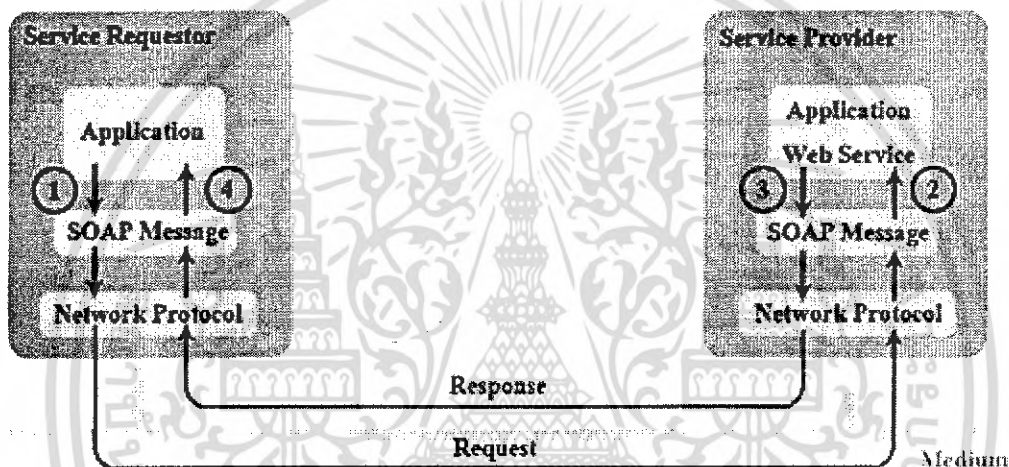 Service Requestor
Application
1
4
SOAP Message
Network Protocol
Service Provider
Application
Web Service
3
2
SOAP Message
Network Protocol
Response
Request
Medium